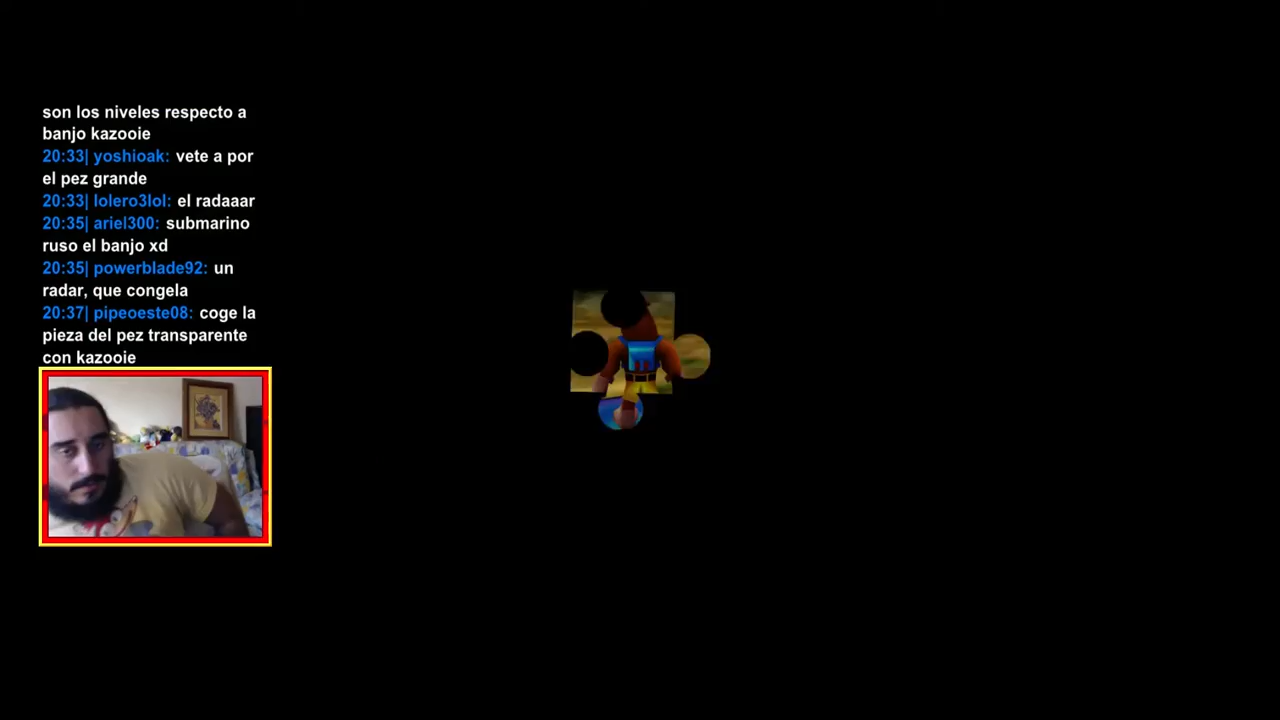 son los niveles respecto a
banjo kazooie
20:33| yoshioak: vete a por
el pez grande
20:33| lolero3lol: el radaaar
20:35| ariel300: submarino
ruso el banjo xd
20:35| powerblade92: un
radar, que congela
20:37| pipeoeste08: coge la
pieza del pez transparente
con kazooie